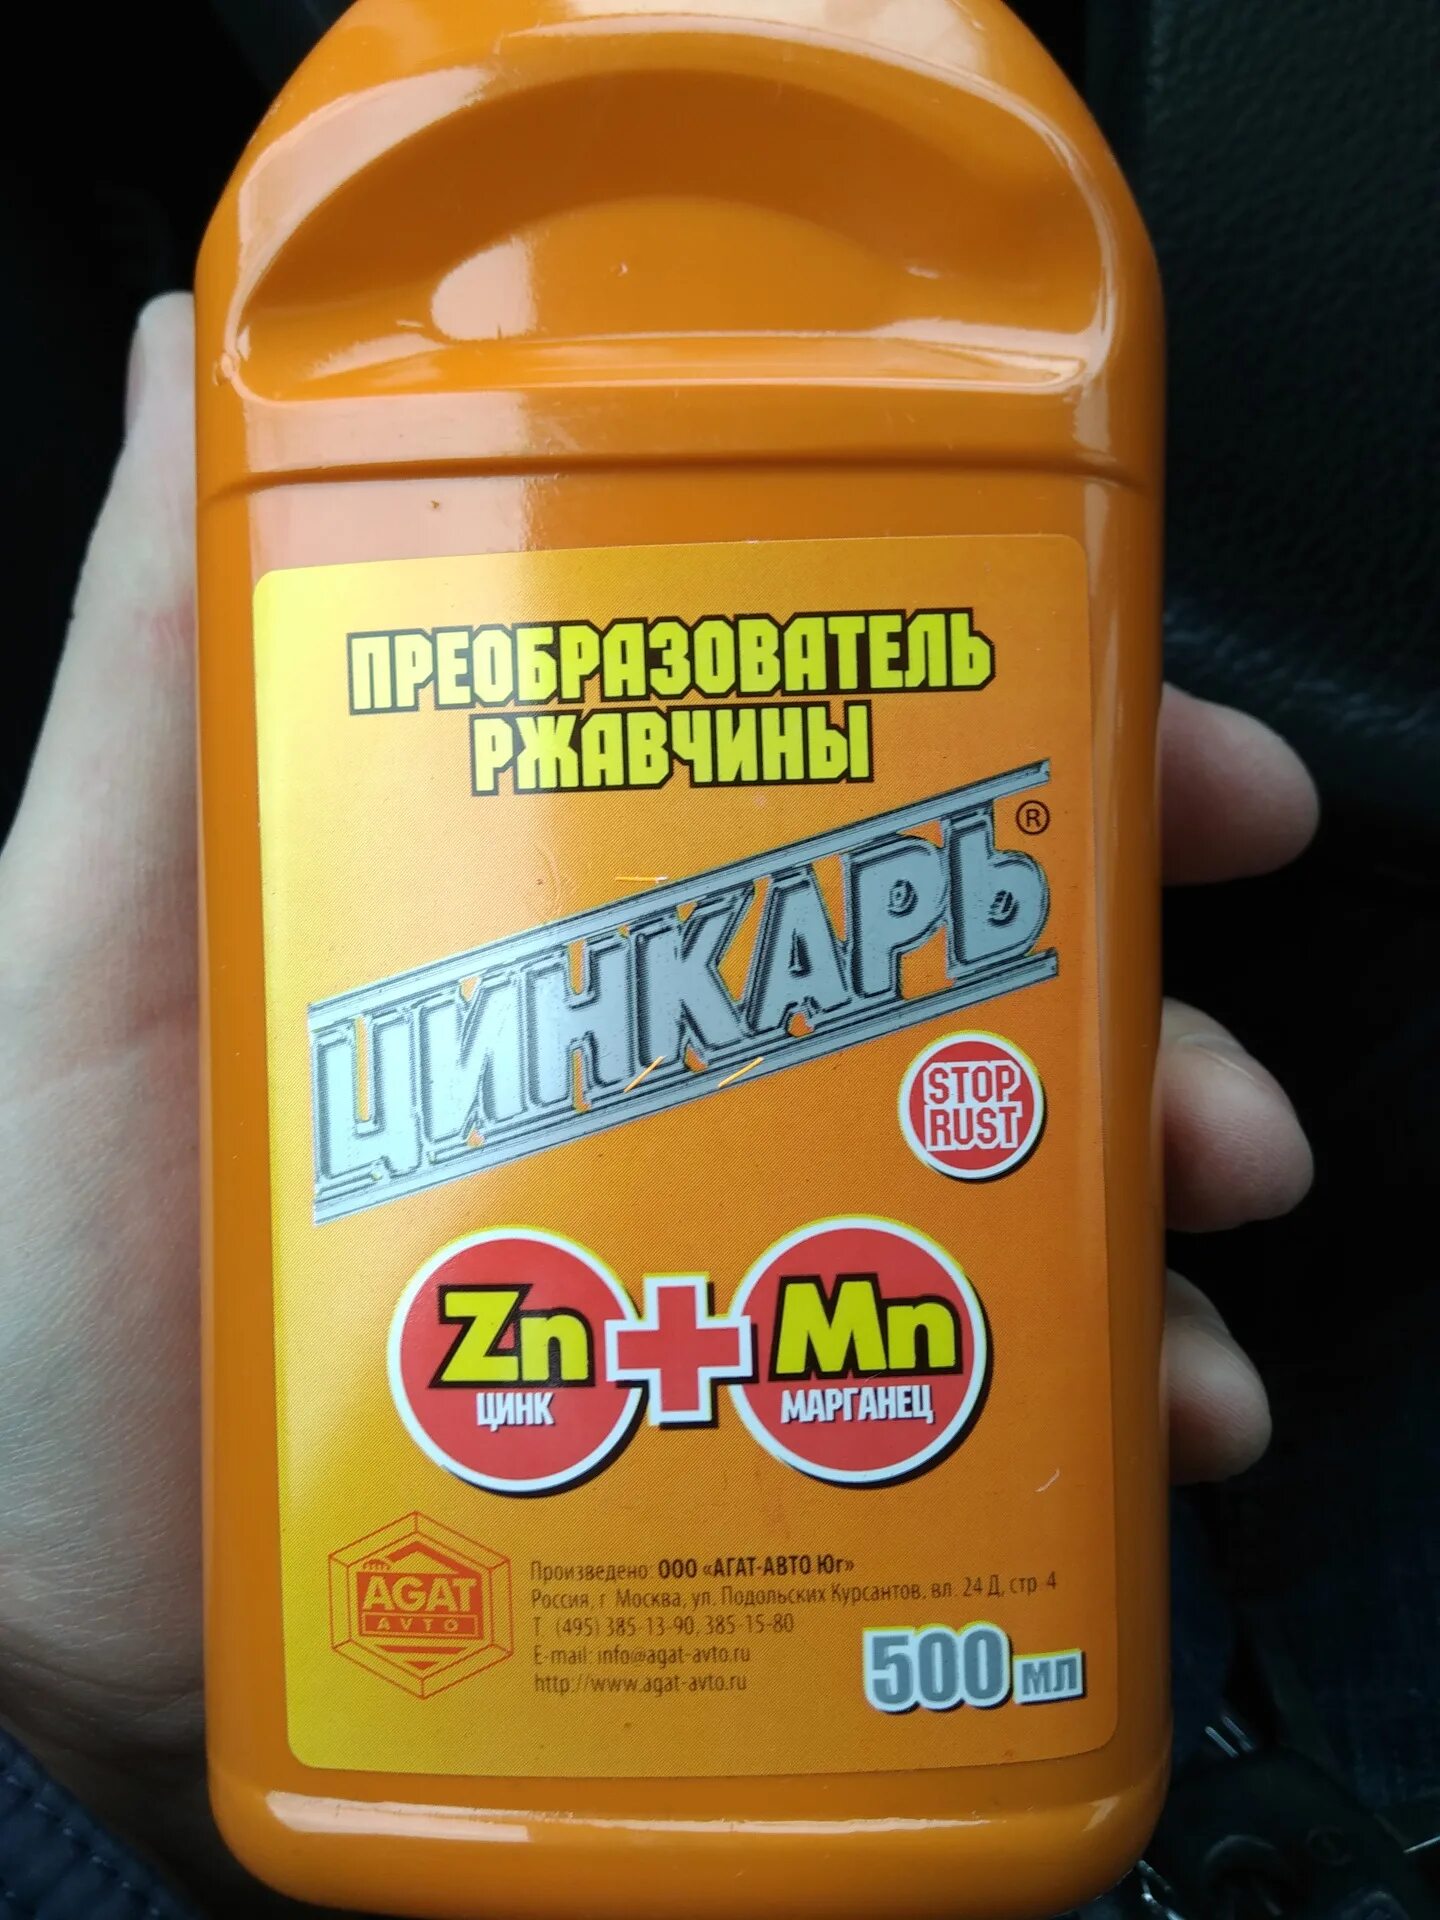 ПРЕОБРАЗОВАТЕЛЬ
РЖАВЧИНЫ
ЦИНКАРЬ®
STOP
RUST
Zn + Mn
ЦИНК МАРГАНЕЦ
AGAT
AVTO
Произведено: ООО «АГАТ-АВТО Юг»
Россия, г. Москва, ул. Подольских Курсантов, вл. 24 Д, стр. 4
Т. (495) 385-13-90, 385-15-80
E-mail: info@agat-avto.ru
http://www.agat-avto.ru
500 мл